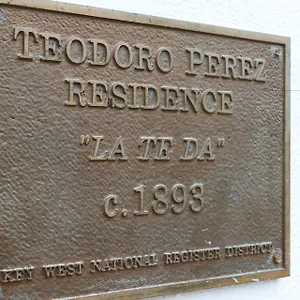 TEODORO PEREZ
RESIDENCE
"LA TE DA"
c. 1893
KEY WEST NATIONAL REGISTER DISTRICT